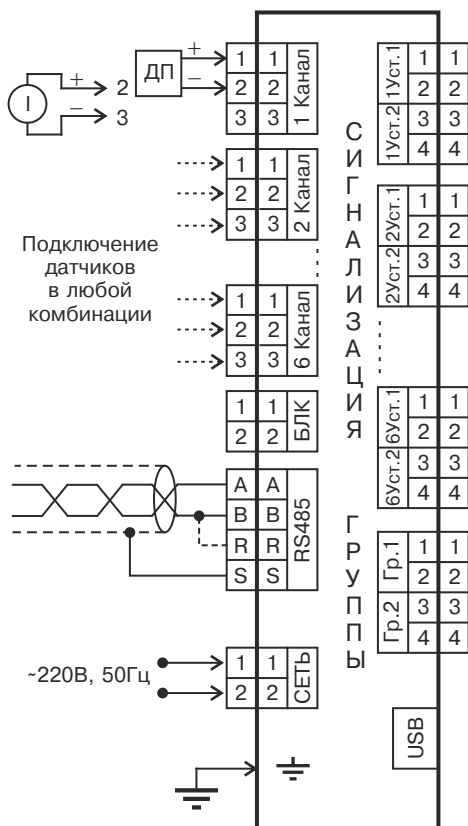 I
+ 2
− 3
ДП
+
−
1 1
2 2
3 3
1 Канал
1 1
2 2
3 3
2 Канал
Подключение
датчиков
в любой
комбинации
1 1
2 2
3 3
6 Канал
1 1
2 2
БЛК
A A
B B
R R
S S
RS485
~220В, 50Гц
1 1
2 2
СЕТЬ
СИГНАЛИЗАЦИЯ
1Уст.1
1 1
2 2
1Уст.2
3 3
4 4
2Уст.1
1 1
2 2
2Уст.2
3 3
4 4
6Уст.1
1 1
2 2
6Уст.2
3 3
4 4
ГРУППЫ
Гр.1
1 1
2 2
Гр.2
3 3
4 4
USB